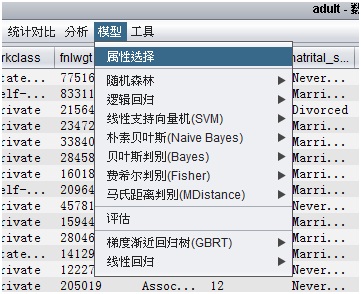 adult - 数
统计对比 分析 模型 工具
rkclass fnlwgt natrital_s...
属性选择
ate... 77516 Never...
elf-... 83311 随机森林 Marri...
rivate 21564 逻辑回归 Divorced
rivate 23472 线性支持向量机(SVM) Marri...
rivate 33840 朴素贝叶斯(Naive Bayes) Marri...
rivate 28458 贝叶斯判别(Bayes) Marri...
rivate 16018 费希尔判别(Fisher) Marri...
elf-... 20964 马氏距离判别(MDistance) Marri...
rivate 45781 Never...
rivate 15944 评估 Marri...
rivate 28046 Marri...
ate... 14129 梯度渐近回归树(GBRT) Marri...
rivate 12227 线性回归 Never...
rivate 205019 Assoc... 12 Never...